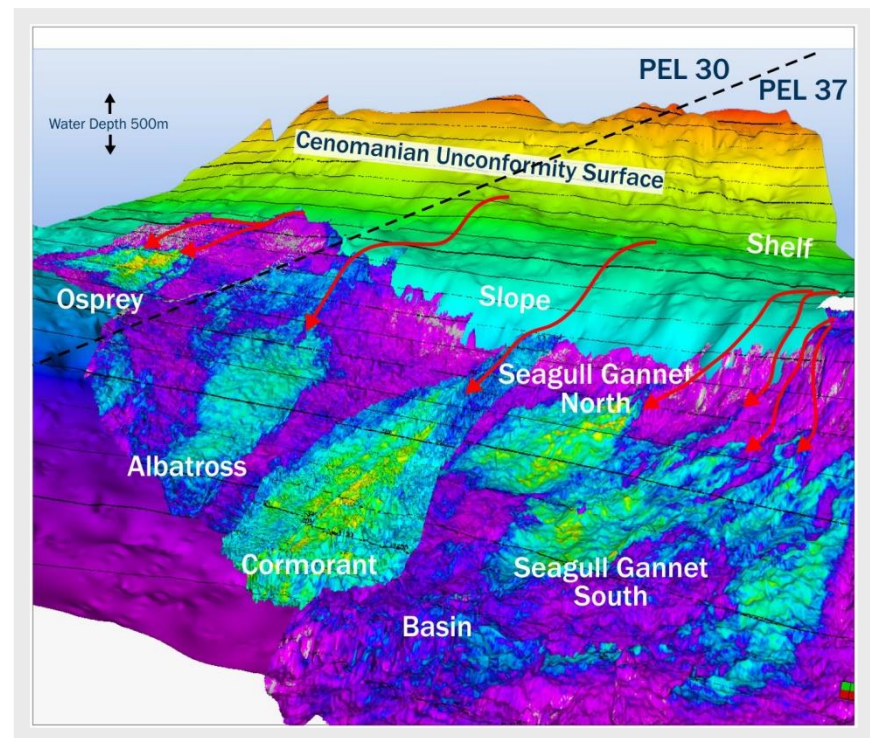 PEL 30
PEL 37
Water Depth 500m
Cenomanian Unconformity Surface
Shelf
Osprey
Slope
Seagull Gannet
North
Albatross
Cormorant
Seagull Gannet
South
Basin